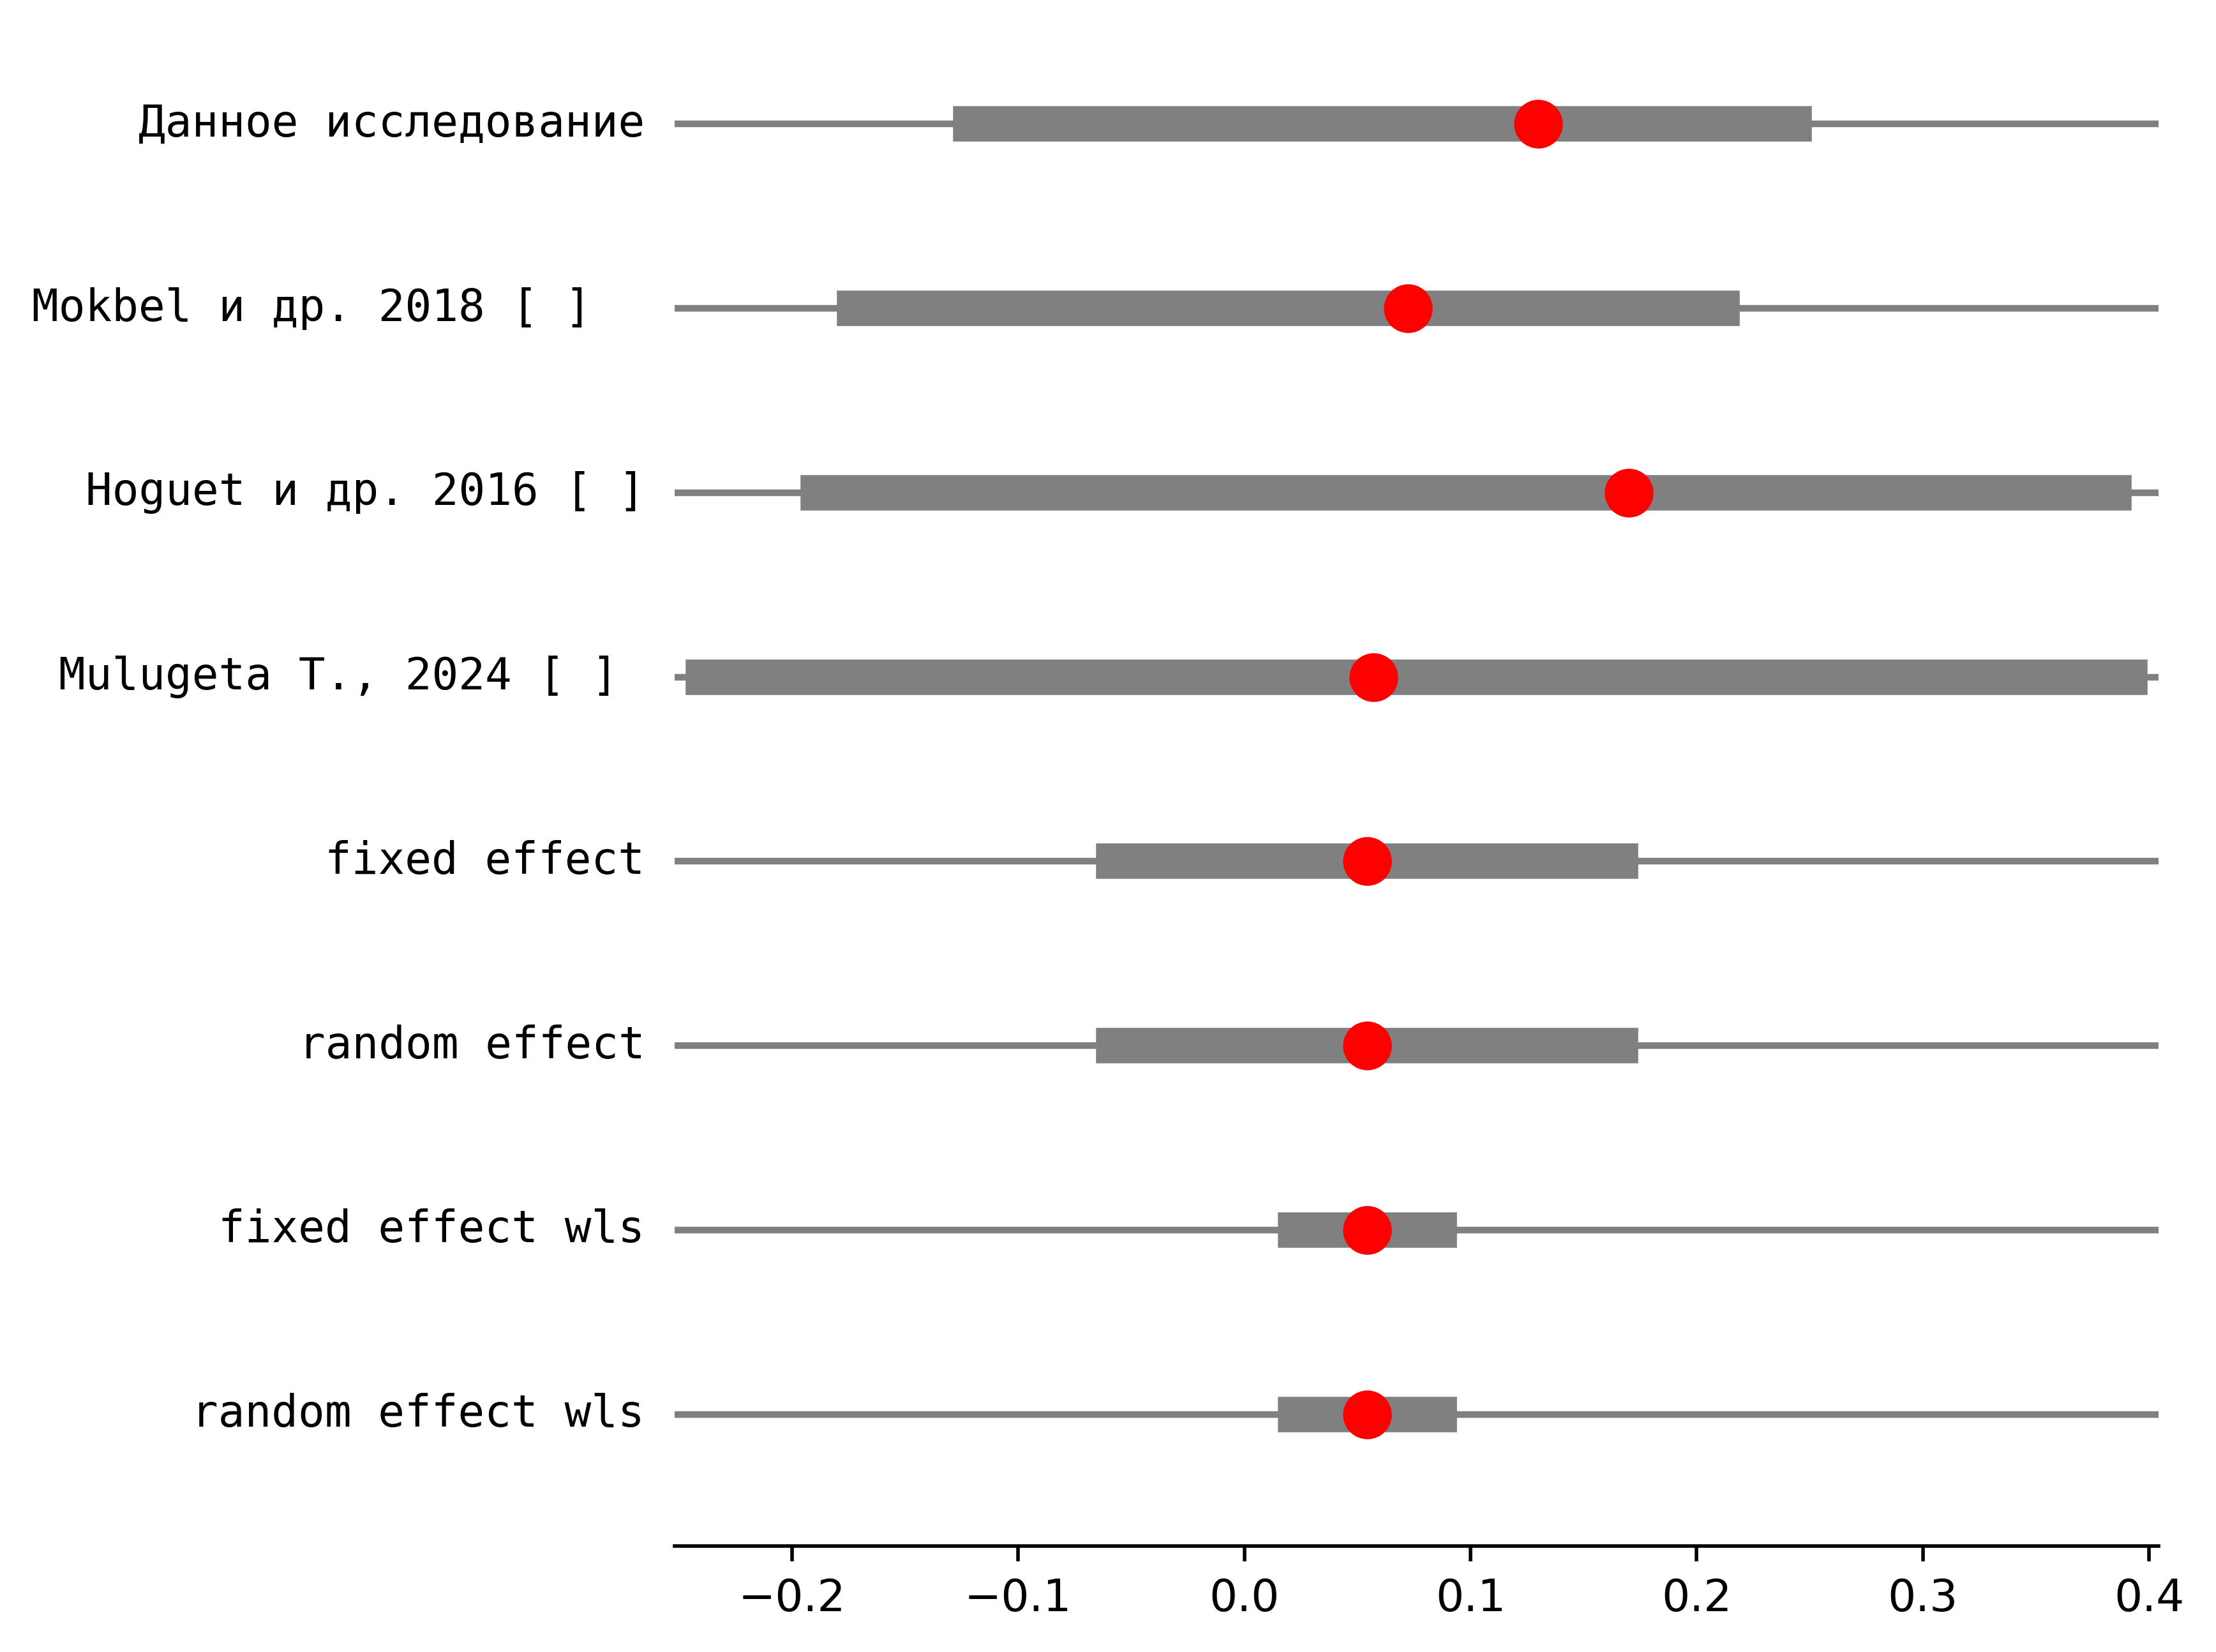 Данное исследование
Mokbel и др. 2018 [ ]
Hoguet и др. 2016 [ ]
Mulugeta T., 2024 [ ]
fixed effect
random effect
fixed effect wls
random effect wls
−0.2 −0.1 0.0 0.1 0.2 0.3 0.4